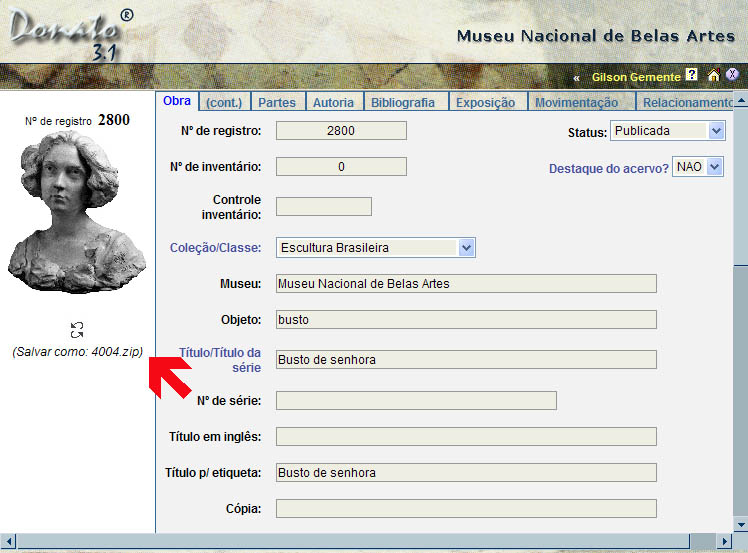 Donato ®
3.1
Museu Nacional de Belas Artes
« Gilson Gemente ? X
Obra (cont.) Partes Autoria Bibliografia Exposição Movimentação Relacionamento
Nº de registro 2800
Nº de registro: 2800 Status: Publicada
Nº de inventário: 0 Destaque do acervo? NAO
Controle
inventário:
Coleção/Classe: Escultura Brasileira
Museu: Museu Nacional de Belas Artes
Objeto: busto
(Salvar como: 4004.zip)
Título/Título da
série Busto de senhora
Nº de série:
Título em inglês:
Título p/ etiqueta: Busto de senhora
Cópia: